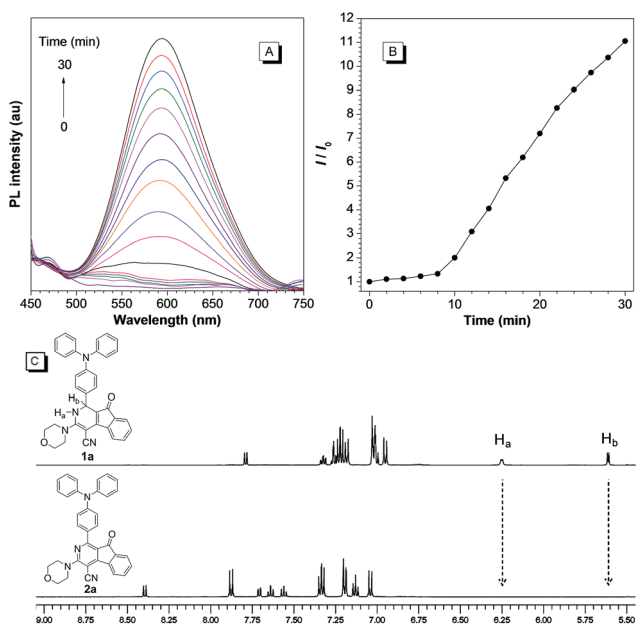 A
Time (min)
30
0
PL intensity (au)
450 500 550 600 650 700 750
Wavelength (nm)
B
12
11
10
9
8
7
6
5
4
3
2
1
I / I0
0 10 20 30
Time (min)
C
N
Hb
O
Ha
N
N
O
CN
1a
Ha
Hb
N
O
N
N
O
CN
2a
9.00 8.75 8.50 8.25 8.00 7.75 7.50 7.25 7.00 6.75 6.50 6.25 6.00 5.75 5.50